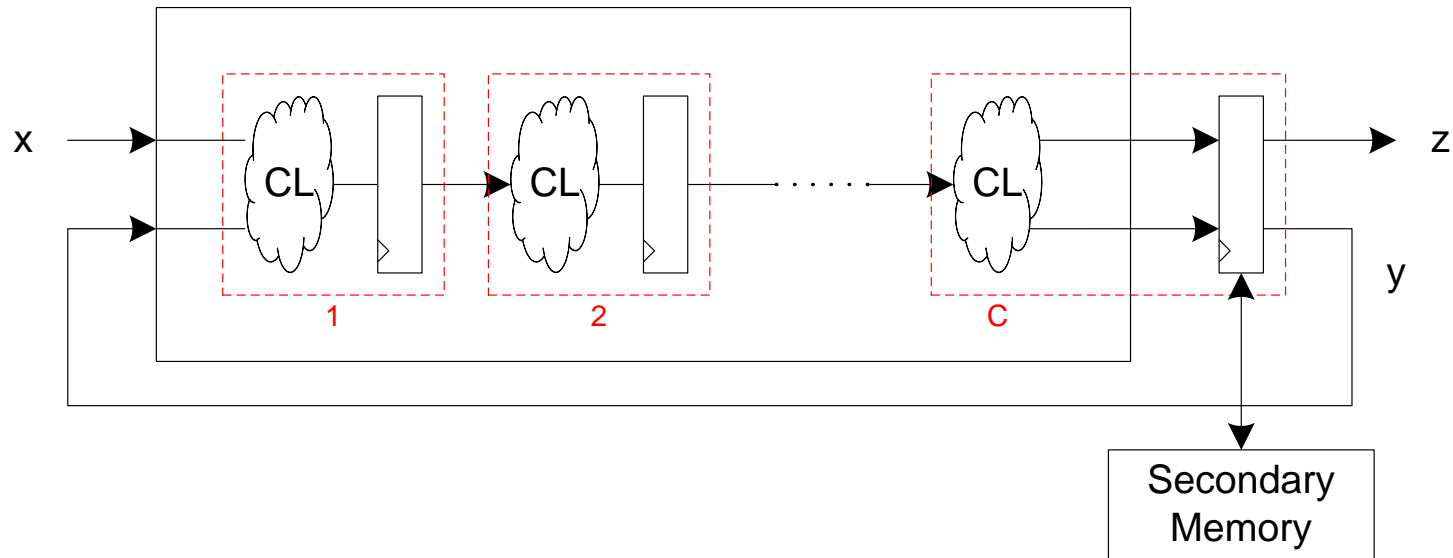 x
CL
CL
. . . . .
CL
z
y
1
2
C
Secondary
Memory